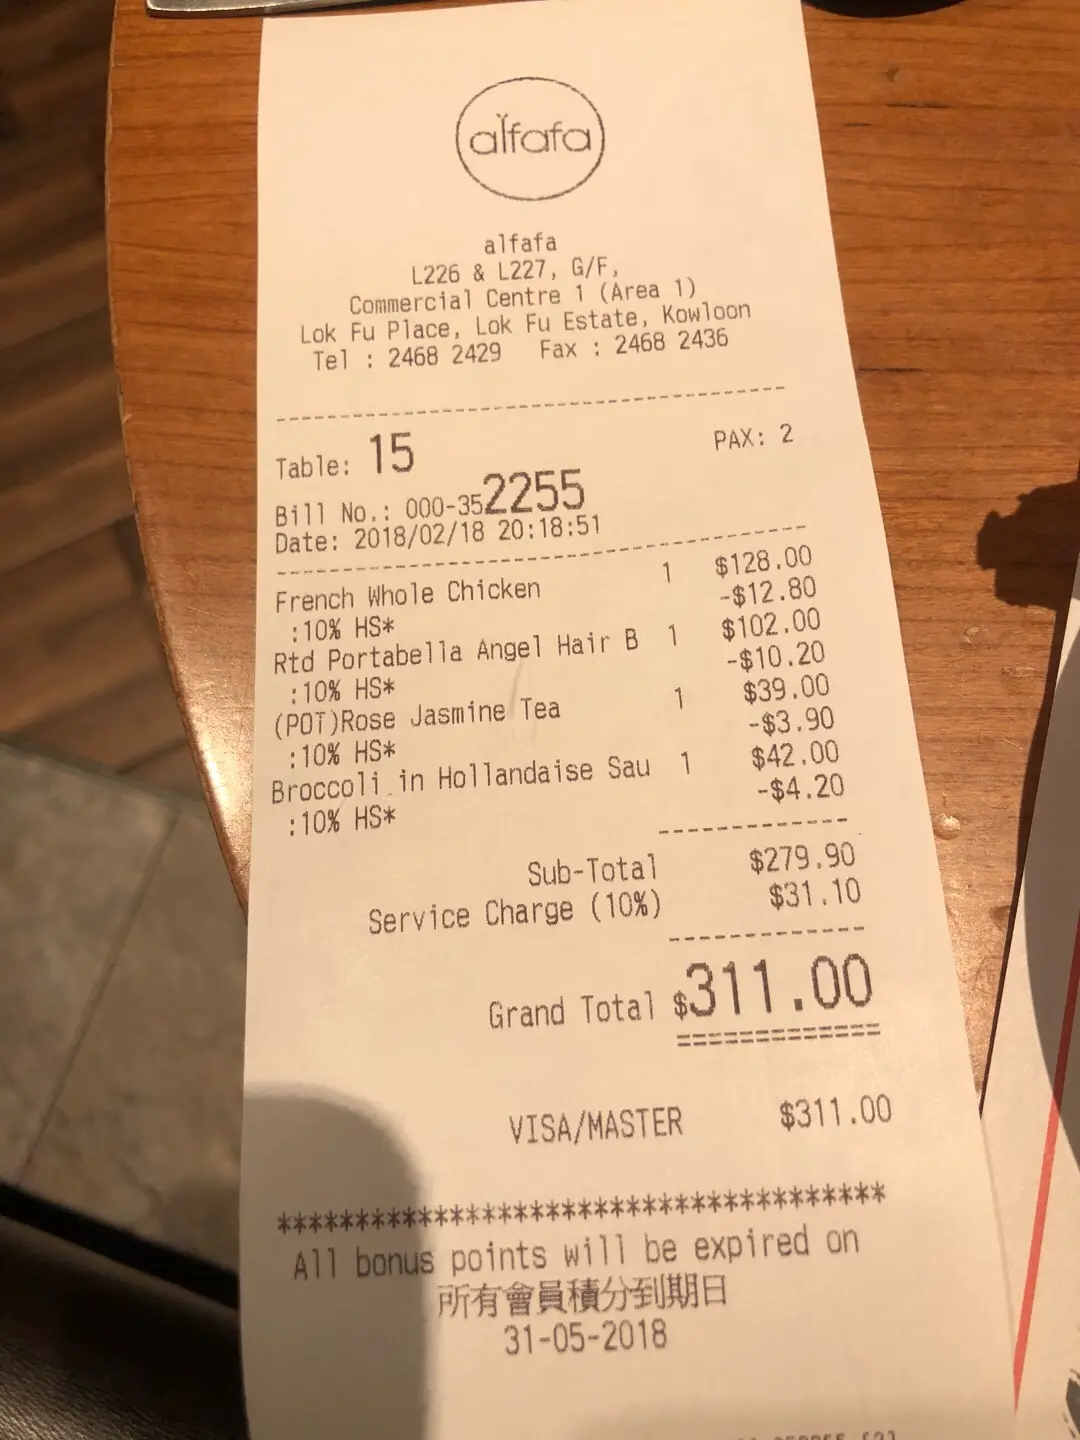 alfafa
alfafa
L226 & L227, G/F,
Commercial Centre 1 (Area 1)
Lok Fu Place, Lok Fu Estate, Kowloon
Tel : 2468 2429 Fax : 2468 2436
Table: 15 PAX: 2
Bill No.: 000-352255
Date: 2018/02/18 20:18:51
French Whole Chicken 1 $128.00
:10% HS* -$12.80
Rtd Portabella Angel Hair B 1 $102.00
:10% HS* -$10.20
(POT)Rose Jasmine Tea 1 $39.00
:10% HS* -$3.90
Broccoli in Hollandaise Sau 1 $42.00
:10% HS* -$4.20
Sub-Total $279.90
Service Charge (10%) $31.10
Grand Total $311.00
VISA/MASTER $311.00
***************************************
All bonus points will be expired on
所有會員積分到期日
31-05-2018